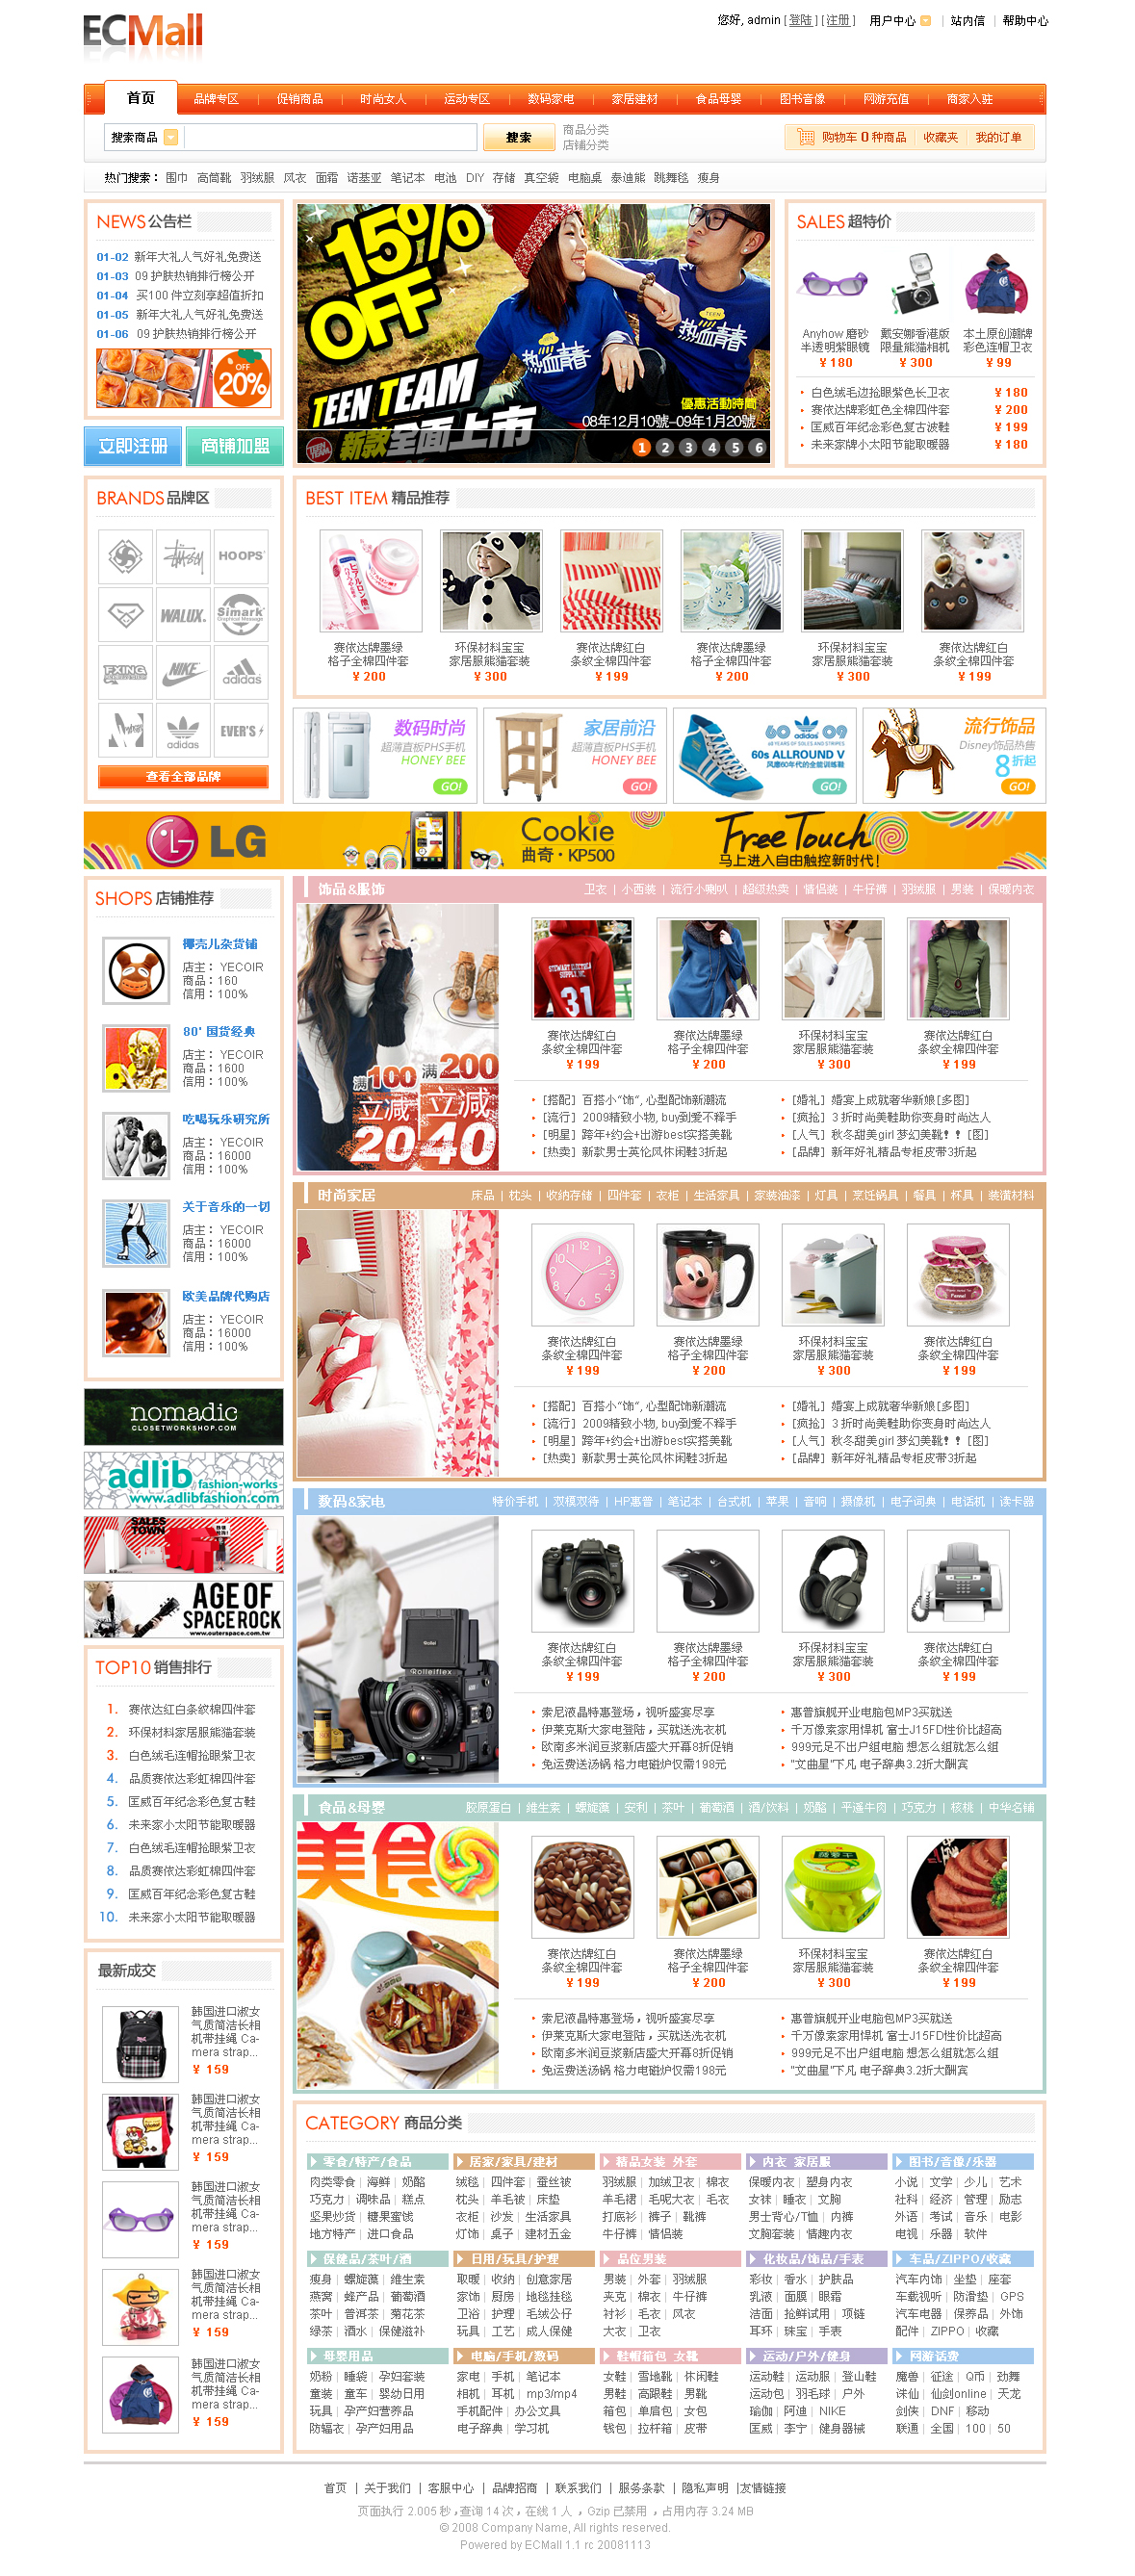 ECMall
您好, admin [ 登陆 ] [ 注册 ] 用户中心 | 站内信 | 帮助中心
首页 品牌专区 | 促销商品 | 时尚女人 | 运动专区 | 数码家电 | 家居建材 | 食品母婴 | 图书音像 | 网游充值 | 商家入驻
搜索商品 搜索 商品分类
店铺分类
购物车 0 种商品 收藏夹 我的订单
热门搜索： 围巾 高筒靴 羽绒服 风衣 面霜 诺基亚 笔记本 电池 DIY 存储 真空袋 电脑桌 泰迪熊 跳舞毯 瘦身
NEWS 公告栏
01-02 新年大礼人气好礼免费送
01-03 09 护肤热销排行榜公开
01-04 买100 件立刻享超值折扣
01-05 新年大礼人气好礼免费送
01-06 09 护肤热销排行榜公开
OFF
20%
立即注册 商铺加盟
15%
OFF
热血青春 热血青春
TEEN TEAM
新款全面上市
優惠活動時間
08年12月10號-09年1月20號
1 2 3 4 5 6
SALES 超特价
Anyhow 磨砂
半透明紫眼镜
¥ 180
戴安娜香港版
限量熊猫相机
¥ 300
本土原创潮牌
彩色连帽卫衣
¥ 99
白色绒毛边抢眼紫色长卫衣 ¥ 180
赛依达牌彩虹色全棉四件套 ¥ 200
匡威百年纪念彩色复古波鞋 ¥ 199
未来家牌小太阳节能取暖器 ¥ 180
BRANDS 品牌区
HOOPS
WALUX.
Simark
EXING
NIKE
adidas
adidas
EVER'S
查看全部品牌
BEST ITEM 精品推荐
赛依达牌墨绿
格子全棉四件套
¥ 200
环保材料宝宝
家居服熊猫套装
¥ 300
赛依达牌红白
条纹全棉四件套
¥ 199
赛依达牌墨绿
格子全棉四件套
¥ 200
环保材料宝宝
家居服熊猫套装
¥ 300
赛依达牌红白
条纹全棉四件套
¥ 199
数码时尚
超薄直板PHS手机
HONEY BEE
GO!
家居前沿
超薄直板PHS手机
HONEY BEE
GO!
60 adidas 09
60 YEARS OF SOLES AND STRIPES
60s ALLROUND V
风靡60年代的全能训练鞋
GO!
流行饰品
Disney饰品热售
8折起
GO!
LG
Cookie
曲奇 · KP500
Free Touch
马上进入自由触控新时代!
SHOPS 店铺推荐
椰壳儿杂货铺
店主： YECOIR
商品：160
信用：100%
80' 国货经典
店主： YECOIR
商品：1600
信用：100%
吃喝玩乐研究所
店主： YECOIR
商品：16000
信用：100%
关于音乐的一切
店主： YECOIR
商品：16000
信用：100%
欧美品牌代购店
店主： YECOIR
商品：16000
信用：100%
nomadic
CLOSETWORKSHOP.COM
adlib fashion-works
www.adlibfashion.com
SALES
TOWN
AGE OF
SPACE ROCK
www.outerspace.com.tw
TOP10 销售排行
1. 赛依达红白条纹棉四件套
2. 环保材料家居服熊猫套装
3. 白色绒毛连帽抢眼紫卫衣
4. 品质赛依达彩虹棉四件套
5. 匡威百年纪念彩色复古鞋
6. 未来家小太阳节能取暖器
7. 白色绒毛连帽抢眼紫卫衣
8. 品质赛依达彩虹棉四件套
9. 匡威百年纪念彩色复古鞋
10. 未来家小太阳节能取暖器
最新成交
韩国进口淑女
气质简洁长相
机带挂绳 Ca-
mera strap...
¥ 159
韩国进口淑女
气质简洁长相
机带挂绳 Ca-
mera strap...
¥ 159
韩国进口淑女
气质简洁长相
机带挂绳 Ca-
mera strap...
¥ 159
韩国进口淑女
气质简洁长相
机带挂绳 Ca-
mera strap...
¥ 159
韩国进口淑女
气质简洁长相
机带挂绳 Ca-
mera strap...
¥ 159
饰品&服饰 卫衣 | 小西装 | 流行小喇叭 | 超级热卖 | 情侣装 | 牛仔裤 | 羽绒服 | 男装 | 保暖内衣
满100 满200
立减 立减
20 40
STEWART ELECTRIC
SUPPLY, INC.
31
赛依达牌红白
条纹全棉四件套
¥ 199
赛依达牌墨绿
格子全棉四件套
¥ 200
环保材料宝宝
家居服熊猫套装
¥ 300
赛依达牌红白
条纹全棉四件套
¥ 199
[搭配] 百搭小“饰”, 心型配饰新潮流
[流行] 2009精致小物, buy到爱不释手
[明星] 跨年+约会+出游best实搭美靴
[热卖] 新款男士英伦风休闲鞋3折起
[婚礼] 婚宴上成就奢华新娘[多图]
[疯抢] 3 折时尚美鞋助你变身时尚达人
[人气] 秋冬甜美girl 梦幻美靴！！ [图]
[品牌] 新年好礼精品专柜皮带3折起
时尚家居 床品 | 枕头 | 收纳存储 | 四件套 | 衣柜 | 生活家具 | 家装油漆 | 灯具 | 烹饪锅具 | 餐具 | 杯具 | 装潢材料
赛依达牌红白
条纹全棉四件套
¥ 199
赛依达牌墨绿
格子全棉四件套
¥ 200
环保材料宝宝
家居服熊猫套装
¥ 300
赛依达牌红白
条纹全棉四件套
¥ 199
[搭配] 百搭小“饰”, 心型配饰新潮流
[流行] 2009精致小物, buy到爱不释手
[明星] 跨年+约会+出游best实搭美靴
[热卖] 新款男士英伦风休闲鞋3折起
[婚礼] 婚宴上成就奢华新娘[多图]
[疯抢] 3 折时尚美鞋助你变身时尚达人
[人气] 秋冬甜美girl 梦幻美靴！！ [图]
[品牌] 新年好礼精品专柜皮带3折起
数码&家电 特价手机 | 双模双待 | HP惠普 | 笔记本 | 台式机 | 苹果 | 音响 | 摄像机 | 电子词典 | 电话机 | 读卡器
Rollei
Rolleiflex
赛依达牌红白
条纹全棉四件套
¥ 199
赛依达牌墨绿
格子全棉四件套
¥ 200
环保材料宝宝
家居服熊猫套装
¥ 300
赛依达牌红白
条纹全棉四件套
¥ 199
索尼液晶特惠登场，视听盛宴尽享
伊莱克斯大家电登陆，买就送洗衣机
欧南多米润豆浆新店盛大开幕8折促销
免运费送汤锅 格力电磁炉仅需198元
惠普旗舰开业电脑包MP3买就送
千万像素家用悍机 富士J15FD性价比超高
999元足不出户组电脑 想怎么组就怎么组
“文曲星”下凡 电子辞典3.2折大酬宾
食品&母婴 胶原蛋白 | 维生素 | 螺旋藻 | 安利 | 茶叶 | 葡萄酒 | 酒/饮料 | 奶酪 | 平遥牛肉 | 巧克力 | 核桃 | 中华名铺
美食
赛依达牌红白
条纹全棉四件套
¥ 199
赛依达牌墨绿
格子全棉四件套
¥ 200
环保材料宝宝
家居服熊猫套装
¥ 300
赛依达牌红白
条纹全棉四件套
¥ 199
索尼液晶特惠登场，视听盛宴尽享
伊莱克斯大家电登陆，买就送洗衣机
欧南多米润豆浆新店盛大开幕8折促销
免运费送汤锅 格力电磁炉仅需198元
惠普旗舰开业电脑包MP3买就送
千万像素家用悍机 富士J15FD性价比超高
999元足不出户组电脑 想怎么组就怎么组
“文曲星”下凡 电子辞典3.2折大酬宾
CATEGORY 商品分类
零食/特产/食品
肉类零食 | 海鲜 | 奶酪
巧克力 | 调味品 | 糕点
坚果炒货 | 糖果蜜饯
地方特产 | 进口食品
居家/家具/建材
绒毯 | 四件套 | 蚕丝被
枕头 | 羊毛被 | 床垫
衣柜 | 沙发 | 生活家具
灯饰 | 桌子 | 建材五金
精品女装 外套
羽绒服 | 加绒卫衣 | 棉衣
羊毛裙 | 毛呢大衣 | 毛衣
打底衫 | 裤子 | 靴裤
牛仔裤 | 情侣装
内衣 家居服
保暖内衣 | 塑身内衣
女袜 | 睡衣 | 文胸
男士背心/T恤 | 内裤
文胸套装 | 情趣内衣
图书/音像/乐器
小说 | 文学 | 少儿 | 艺术
社科 | 经济 | 管理 | 励志
外语 | 考试 | 音乐 | 电影
电视 | 乐器 | 软件
保健品/茶叶/酒
瘦身 | 螺旋藻 | 维生素
燕窝 | 蜂产品 | 葡萄酒
茶叶 | 普洱茶 | 菊花茶
绿茶 | 酒水 | 保健滋补
日用/玩具/护理
取暖 | 收纳 | 创意家居
家饰 | 厨房 | 地毯挂毯
卫浴 | 护理 | 毛绒公仔
玩具 | 工艺 | 成人保健
品位男装
男装 | 外套 | 羽绒服
夹克 | 棉衣 | 牛仔裤
衬衫 | 毛衣 | 风衣
大衣 | 卫衣
化妆品/饰品/手表
彩妆 | 香水 | 护肤品
乳液 | 面膜 | 眼霜
洁面 | 抢鲜试用 | 项链
耳环 | 珠宝 | 手表
车品/ZIPPO/收藏
汽车内饰 | 坐垫 | 座套
车载视听 | 防滑垫 | GPS
汽车电器 | 保养品 | 外饰
配件 | ZIPPO | 收藏
母婴用品
奶粉 | 睡袋 | 孕妇套装
童装 | 童车 | 婴幼日用
玩具 | 孕产妇营养品
防辐衣 | 孕产妇用品
电脑/手机/数码
家电 | 手机 | 笔记本
相机 | 耳机 | mp3/mp4
手机配件 | 办公文具
电子辞典 | 学习机
鞋帽箱包 女靴
女鞋 | 雪地靴 | 休闲鞋
男鞋 | 高跟鞋 | 男靴
箱包 | 单肩包 | 女包
钱包 | 拉杆箱 | 皮带
运动/户外/健身
运动鞋 | 运动服 | 登山鞋
运动包 | 羽毛球 | 户外
瑜伽 | 阿迪 | NIKE
匡威 | 李宁 | 健身器械
网游话费
魔兽 | 征途 | Q币 | 劲舞
诛仙 | 仙剑online | 天龙
剑侠 | DNF | 移动
联通 | 全国 | 100 | 50
首页 | 关于我们 | 客服中心 | 品牌招商 | 联系我们 | 服务条款 | 隐私声明 |友情链接
页面执行 2.005 秒,查询 14 次，在线 1 人 ，Gzip 已禁用 ，占用内存 3.24 MB
© 2008 Company Name, All rights reserved.
Powered by ECMall 1.1 rc 20081113